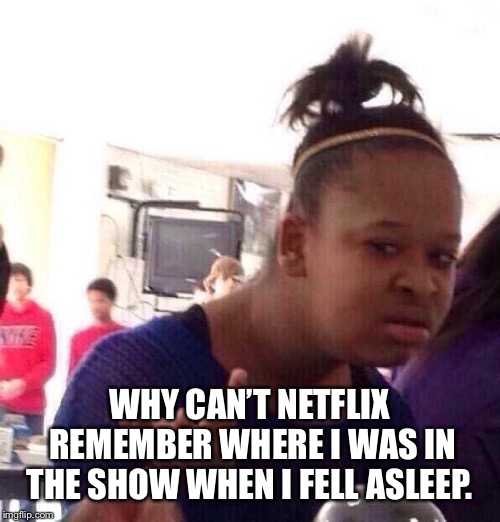 WHY CAN'T NETFLIX
REMEMBER WHERE I WAS IN
THE SHOW WHEN I FELL ASLEEP.
imgflip.com